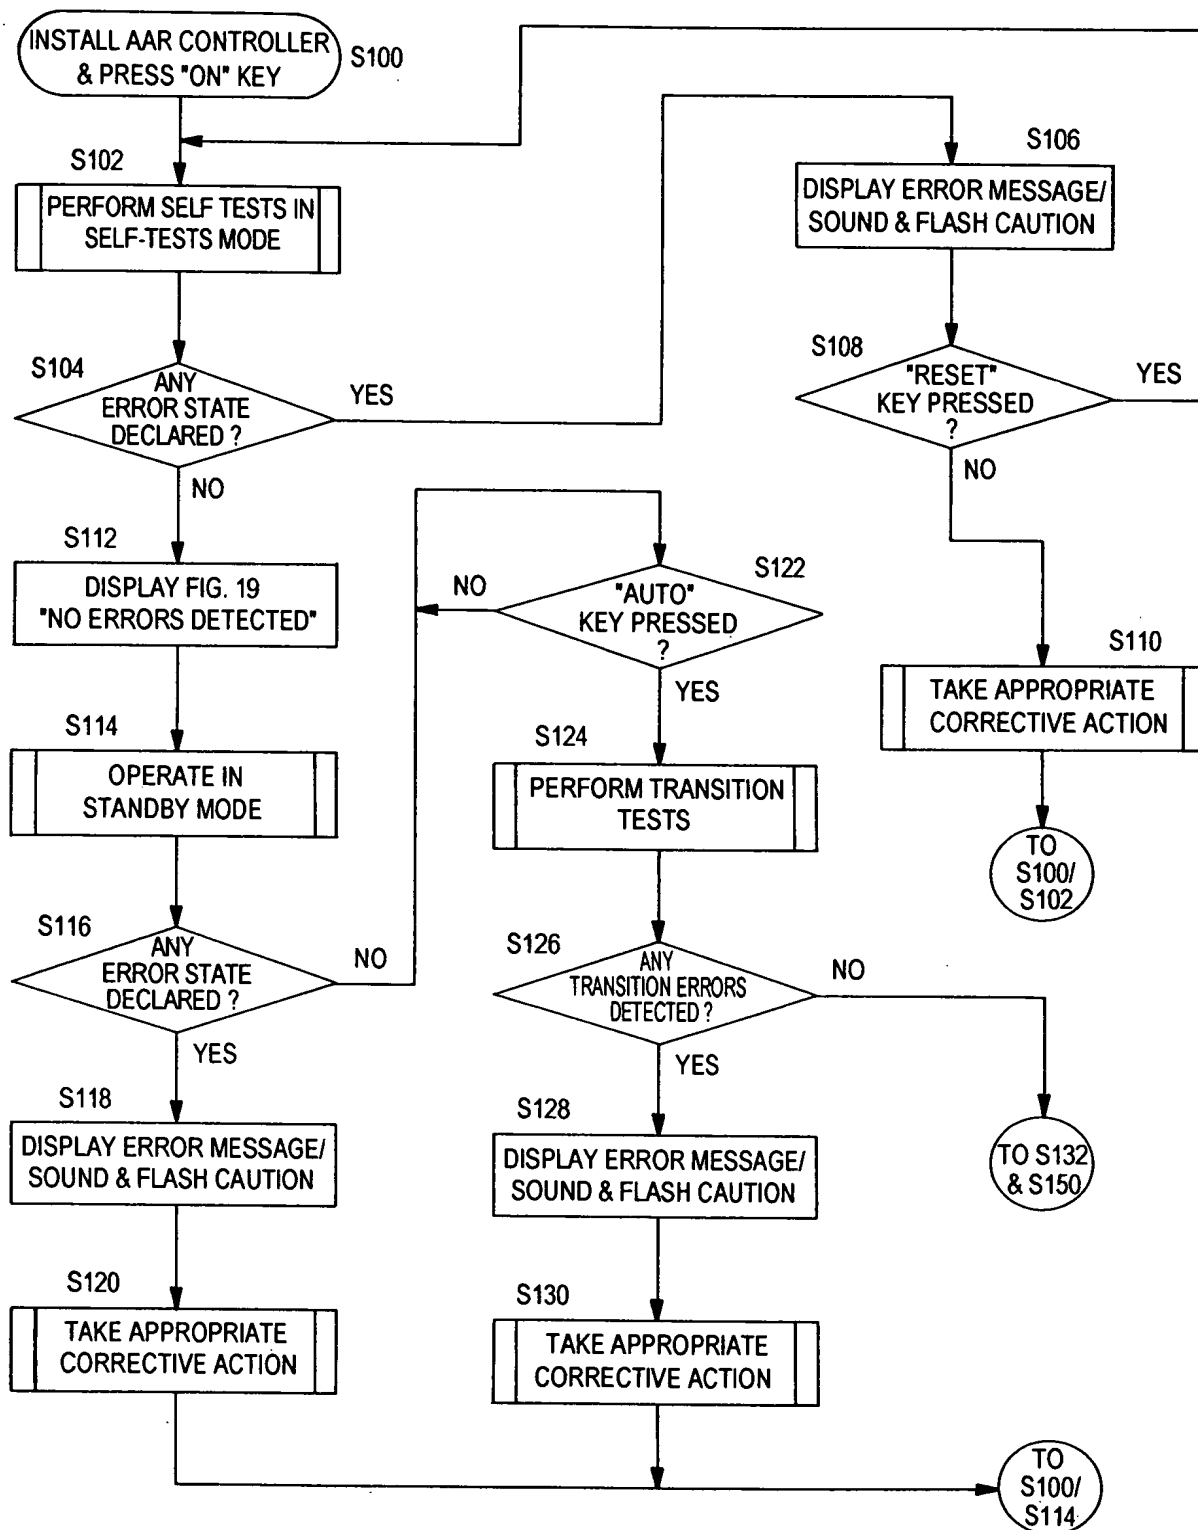 INSTALL AAR CONTROLLER
& PRESS "ON" KEY
S100
S102
PERFORM SELF TESTS IN
SELF-TESTS MODE
S104
ANY
ERROR STATE
DECLARED ?
YES
NO
S106
DISPLAY ERROR MESSAGE/
SOUND & FLASH CAUTION
S108
"RESET"
KEY PRESSED
?
YES
NO
S110
TAKE APPROPRIATE
CORRECTIVE ACTION
TO
S100/
S102
S112
DISPLAY FIG. 19
"NO ERRORS DETECTED"
S114
OPERATE IN
STANDBY MODE
S116
ANY
ERROR STATE
DECLARED ?
NO
YES
S118
DISPLAY ERROR MESSAGE/
SOUND & FLASH CAUTION
S120
TAKE APPROPRIATE
CORRECTIVE ACTION
S122
"AUTO"
KEY PRESSED
?
NO
YES
S124
PERFORM TRANSITION
TESTS
S126
ANY
TRANSITION ERRORS
DETECTED ?
NO
YES
TO S132
& S150
S128
DISPLAY ERROR MESSAGE/
SOUND & FLASH CAUTION
S130
TAKE APPROPRIATE
CORRECTIVE ACTION
TO
S100/
S114